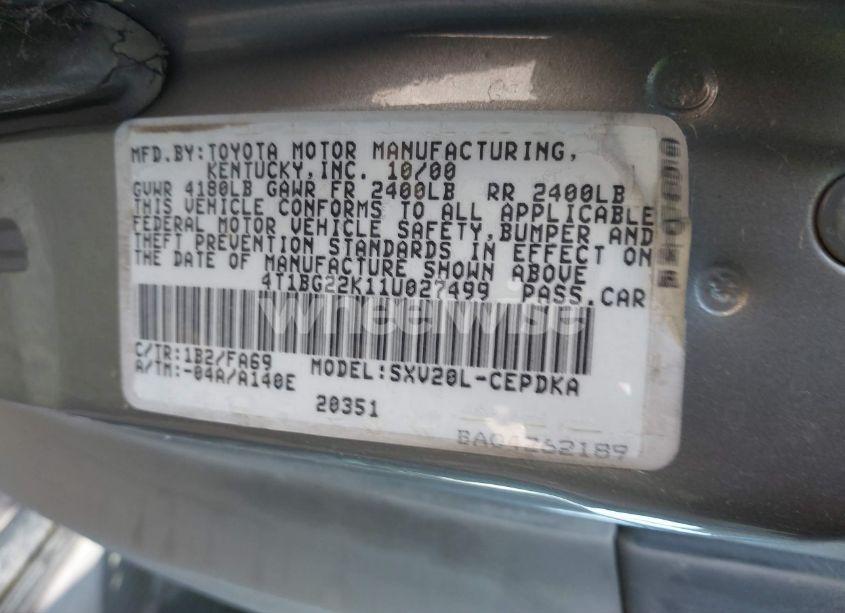 MFD.BY:TOYOTA MOTOR MANUFACTURING,
KENTUCKY,INC. 10/00
GVWR 4180LB GAWR FR 2400LB RR 2400LB
THIS VEHICLE CONFORMS TO ALL APPLICABLE
FEDERAL MOTOR VEHICLE SAFETY,BUMPER AND
THEFT PREVENTION STANDARDS IN EFFECT ON
THE DATE OF MANUFACTURE SHOWN ABOVE
4T1BG22K11U027499 PASS.CAR
Wheelwise
C/TR:1B2/FA69 MODEL:SXV20L-CEPDKA
A/TM:-04A/A140E
20351